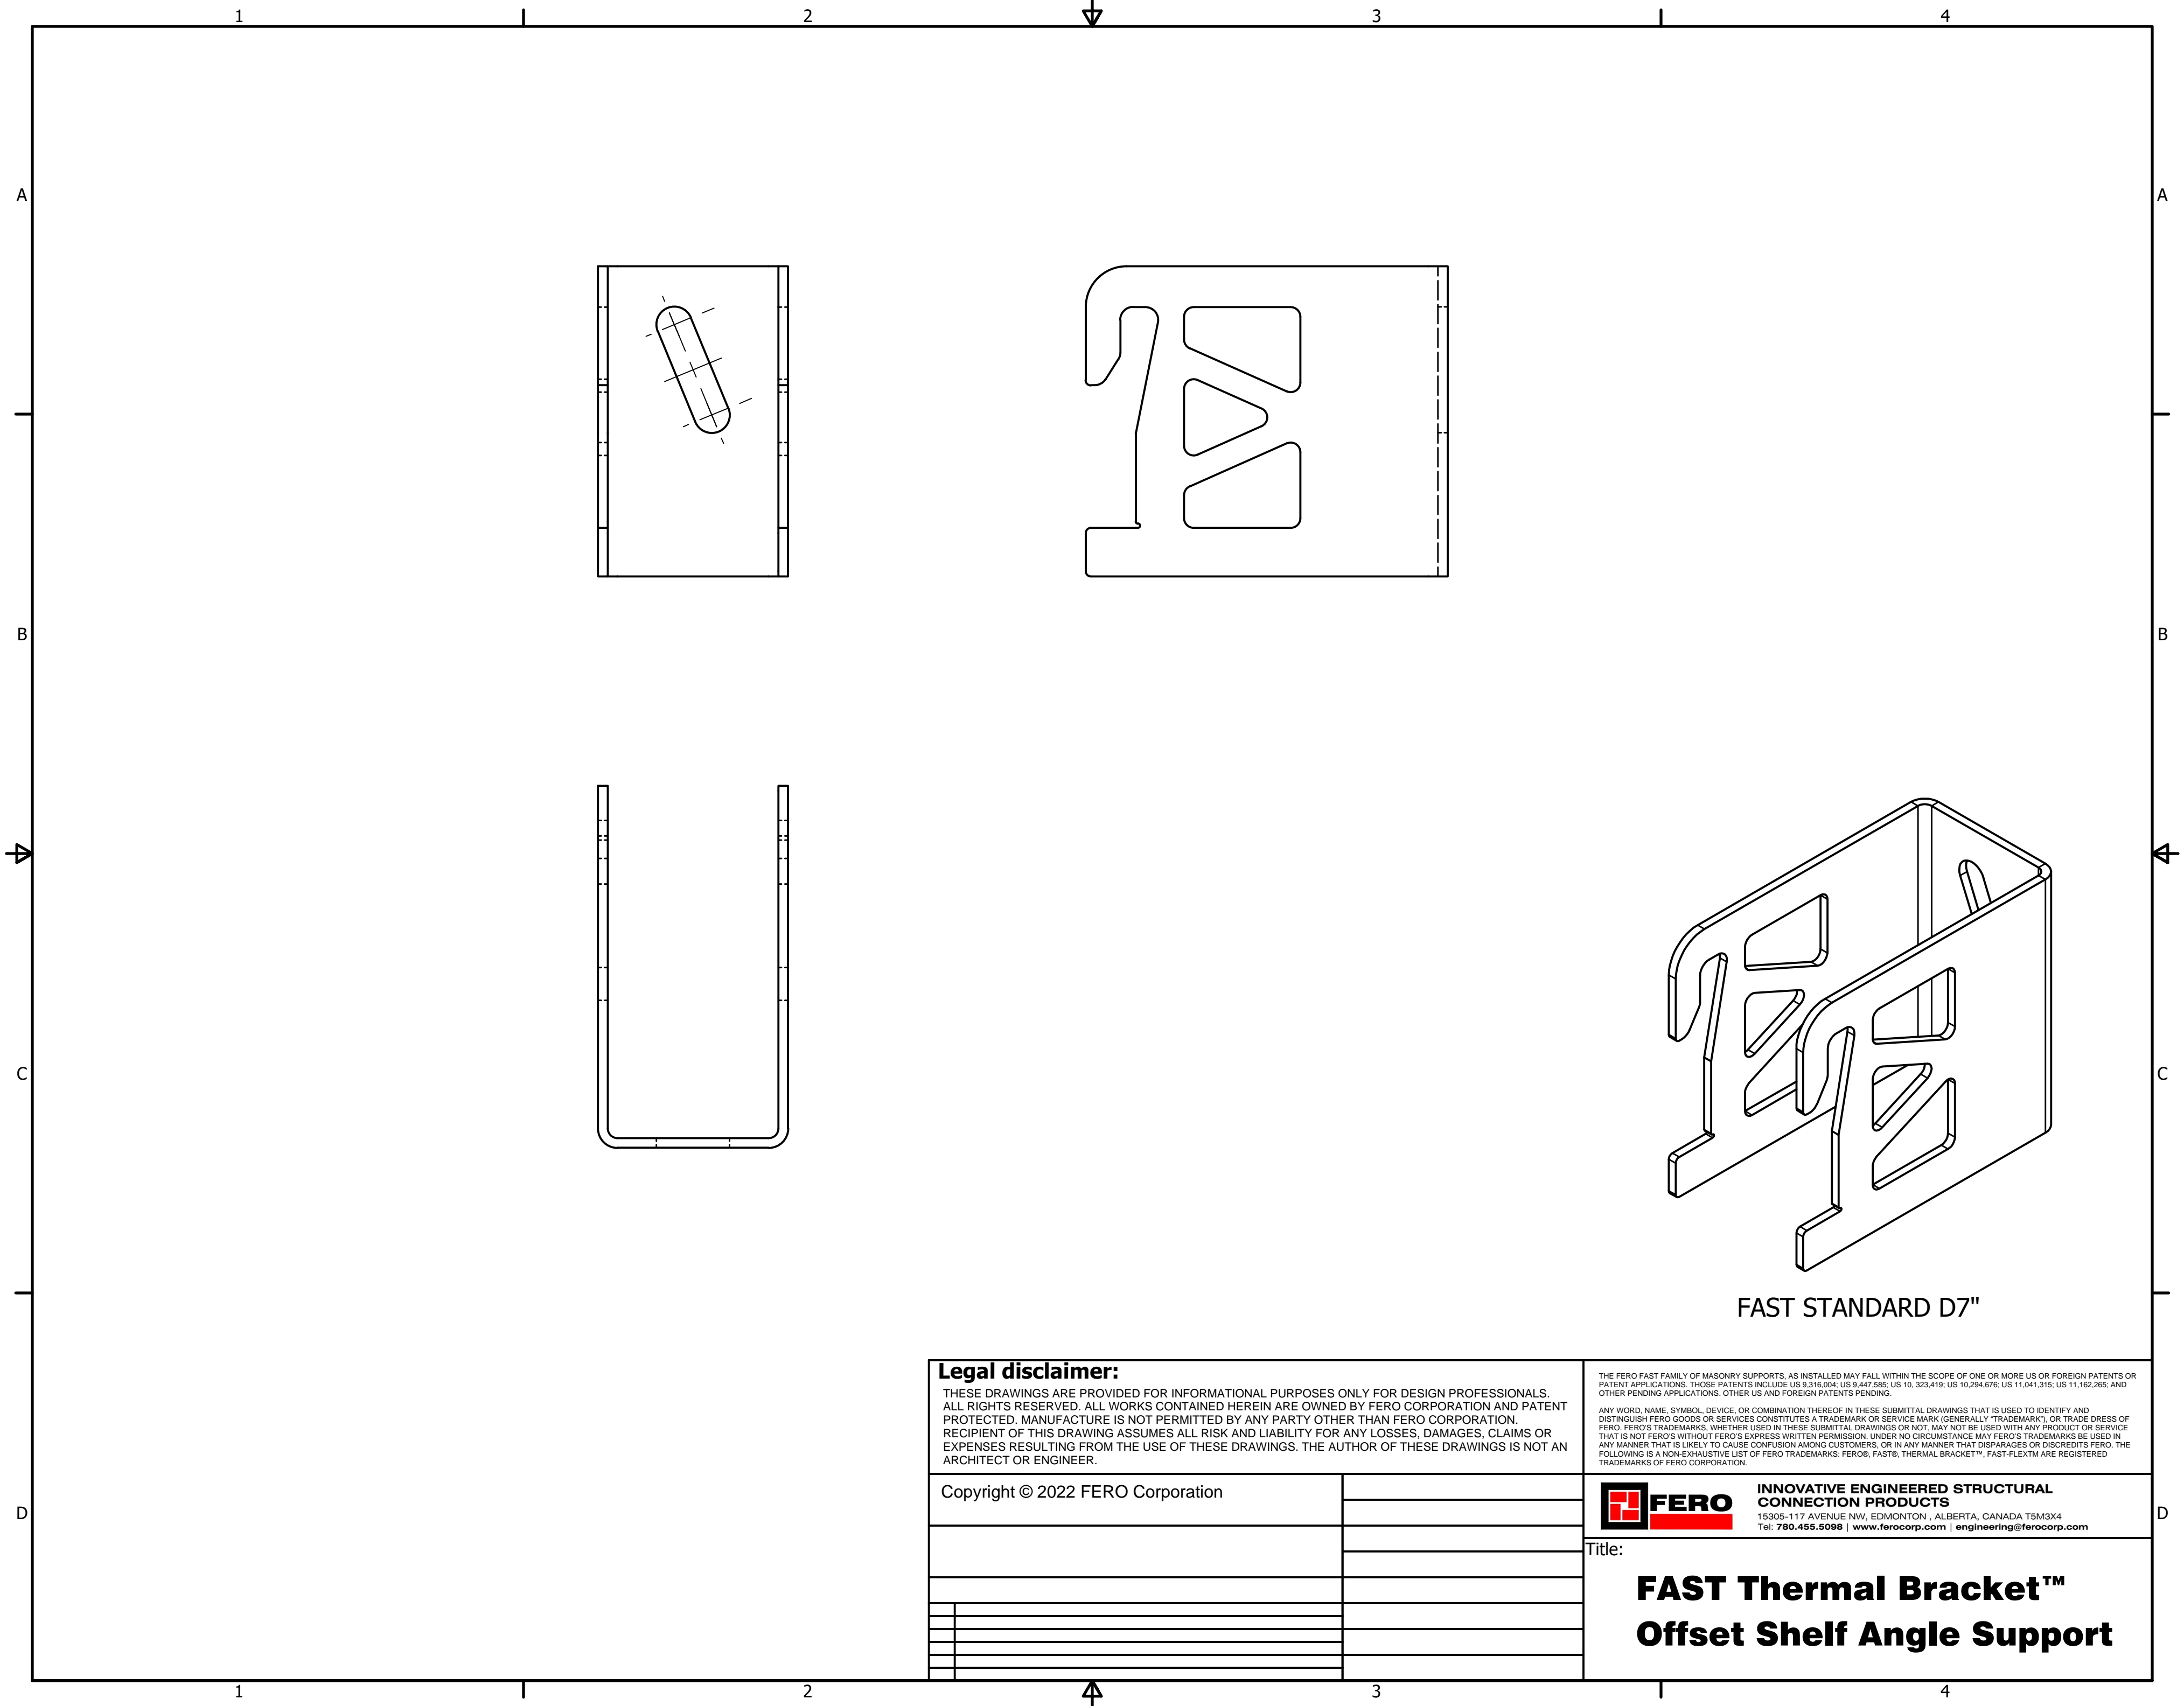 1 2 3 4
A A
B B
C C
FAST STANDARD D7"
Legal disclaimer:
THESE DRAWINGS ARE PROVIDED FOR INFORMATIONAL PURPOSES ONLY FOR DESIGN PROFESSIONALS.
ALL RIGHTS RESERVED. ALL WORKS CONTAINED HEREIN ARE OWNED BY FERO CORPORATION AND PATENT
PROTECTED. MANUFACTURE IS NOT PERMITTED BY ANY PARTY OTHER THAN FERO CORPORATION.
RECIPIENT OF THIS DRAWING ASSUMES ALL RISK AND LIABILITY FOR ANY LOSSES, DAMAGES, CLAIMS OR
EXPENSES RESULTING FROM THE USE OF THESE DRAWINGS. THE AUTHOR OF THESE DRAWINGS IS NOT AN
ARCHITECT OR ENGINEER.
THE FERO FAST FAMILY OF MASONRY SUPPORTS, AS INSTALLED MAY FALL WITHIN THE SCOPE OF ONE OR MORE US OR FOREIGN PATENTS OR
PATENT APPLICATIONS. THOSE PATENTS INCLUDE US 9,316,004; US 9,447,585; US 10, 323,419; US 10,294,676; US 11,041,315; US 11,162,265; AND
OTHER PENDING APPLICATIONS. OTHER US AND FOREIGN PATENTS PENDING.
ANY WORD, NAME, SYMBOL, DEVICE, OR COMBINATION THEREOF IN THESE SUBMITTAL DRAWINGS THAT IS USED TO IDENTIFY AND
DISTINGUISH FERO GOODS OR SERVICES CONSTITUTES A TRADEMARK OR SERVICE MARK (GENERALLY "TRADEMARK"), OR TRADE DRESS OF
FERO. FERO'S TRADEMARKS, WHETHER USED IN THESE SUBMITTAL DRAWINGS OR NOT, MAY NOT BE USED WITH ANY PRODUCT OR SERVICE
THAT IS NOT FERO'S WITHOUT FERO'S EXPRESS WRITTEN PERMISSION. UNDER NO CIRCUMSTANCE MAY FERO'S TRADEMARKS BE USED IN
ANY MANNER THAT IS LIKELY TO CAUSE CONFUSION AMONG CUSTOMERS, OR IN ANY MANNER THAT DISPARAGES OR DISCREDITS FERO. THE
FOLLOWING IS A NON-EXHAUSTIVE LIST OF FERO TRADEMARKS: FERO®, FAST®, THERMAL BRACKET™, FAST-FLEXTM ARE REGISTERED
TRADEMARKS OF FERO CORPORATION.
Copyright © 2022 FERO Corporation
FERO
INNOVATIVE ENGINEERED STRUCTURAL
CONNECTION PRODUCTS
15305-117 AVENUE NW, EDMONTON , ALBERTA, CANADA T5M3X4
Tel: 780.455.5098 | www.ferocorp.com | engineering@ferocorp.com
D D
Title:
FAST Thermal Bracket™
Offset Shelf Angle Support
1 2 3 4